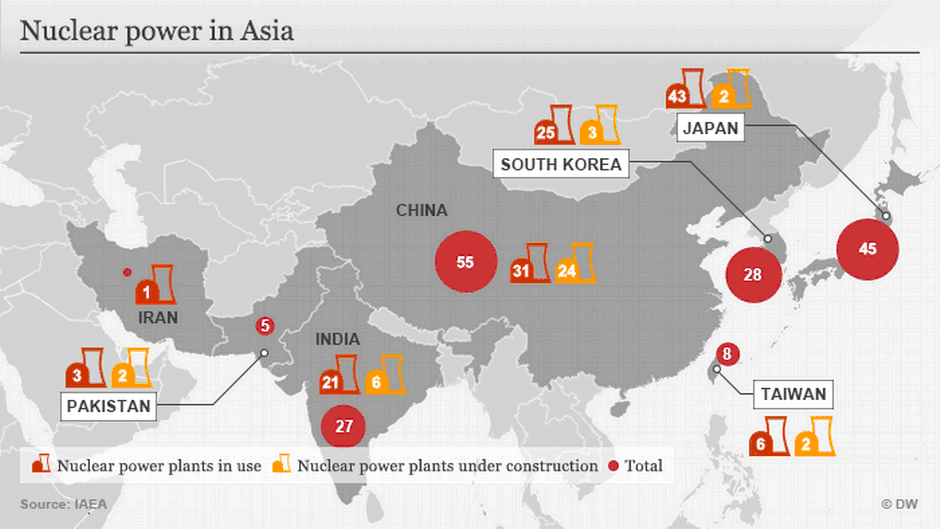 Nuclear power in Asia
43 2
JAPAN
25 3
SOUTH KOREA
CHINA
55
31 24
45
28
1
IRAN
5
INDIA
8
3 2
PAKISTAN
21 6
27
TAIWAN
6 2
Nuclear power plants in use
Nuclear power plants under construction
Total
Source: IAEA
© DW